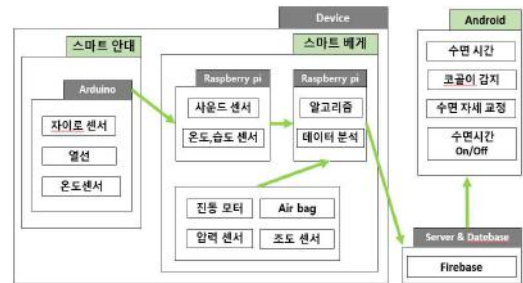 Device
Android
스마트 안대
스마트 베게
Arduino
자이로 센서
열선
온도센서
Raspberry pi
사운드 센서
온도,습도 센서
Raspberry pi
알고리즘
데이터 분석
진동 모터
Air bag
압력 센서
조도 센서
수면 시간
코골이 감지
수면 자세 교정
수면시간
On/Off
Server & Datebase
Firebase